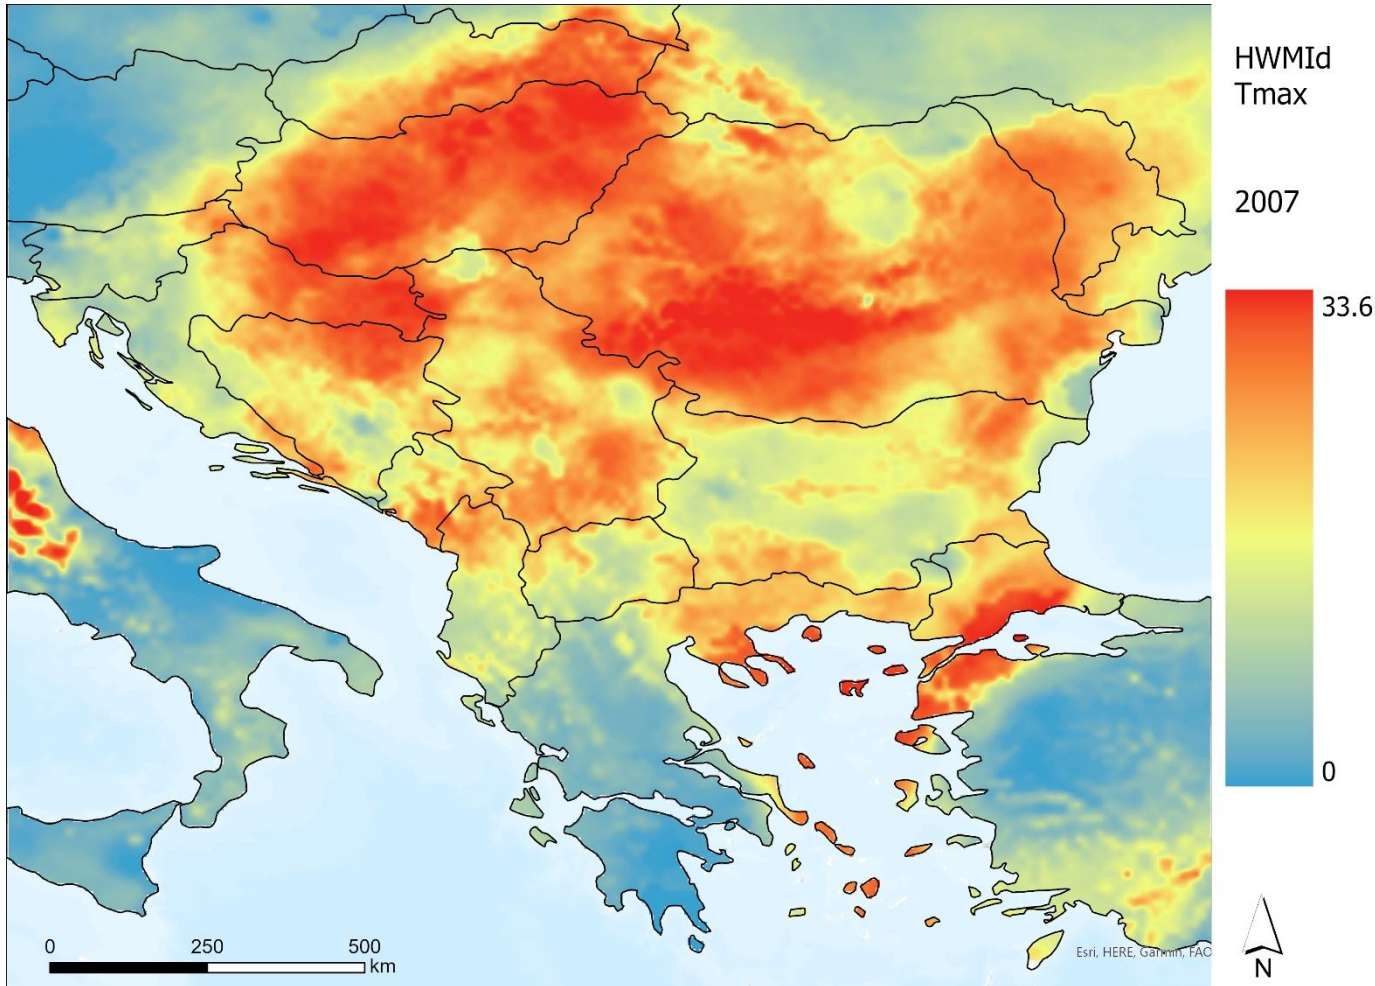 HWMId
Tmax
2007
33.6
0
0 250 500
km
Esri, HERE, Garmin, FAO
N